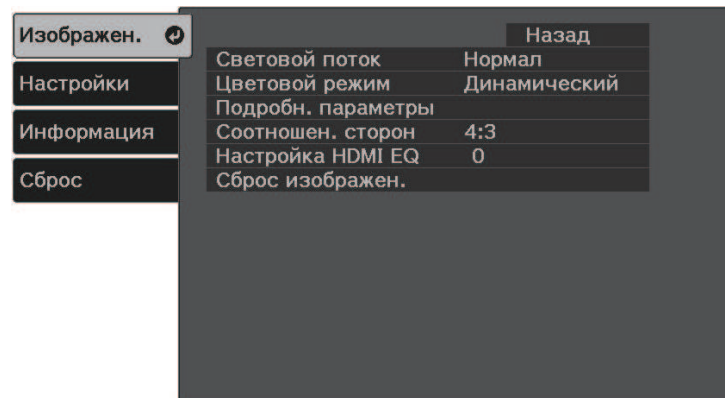 Изображен.
Настройки
Информация
Сброс
Назад
Световой поток Нормал
Цветовой режим Динамический
Подробн. параметры
Соотношен. сторон 4:3
Настройка HDMI EQ 0
Сброс изображен.